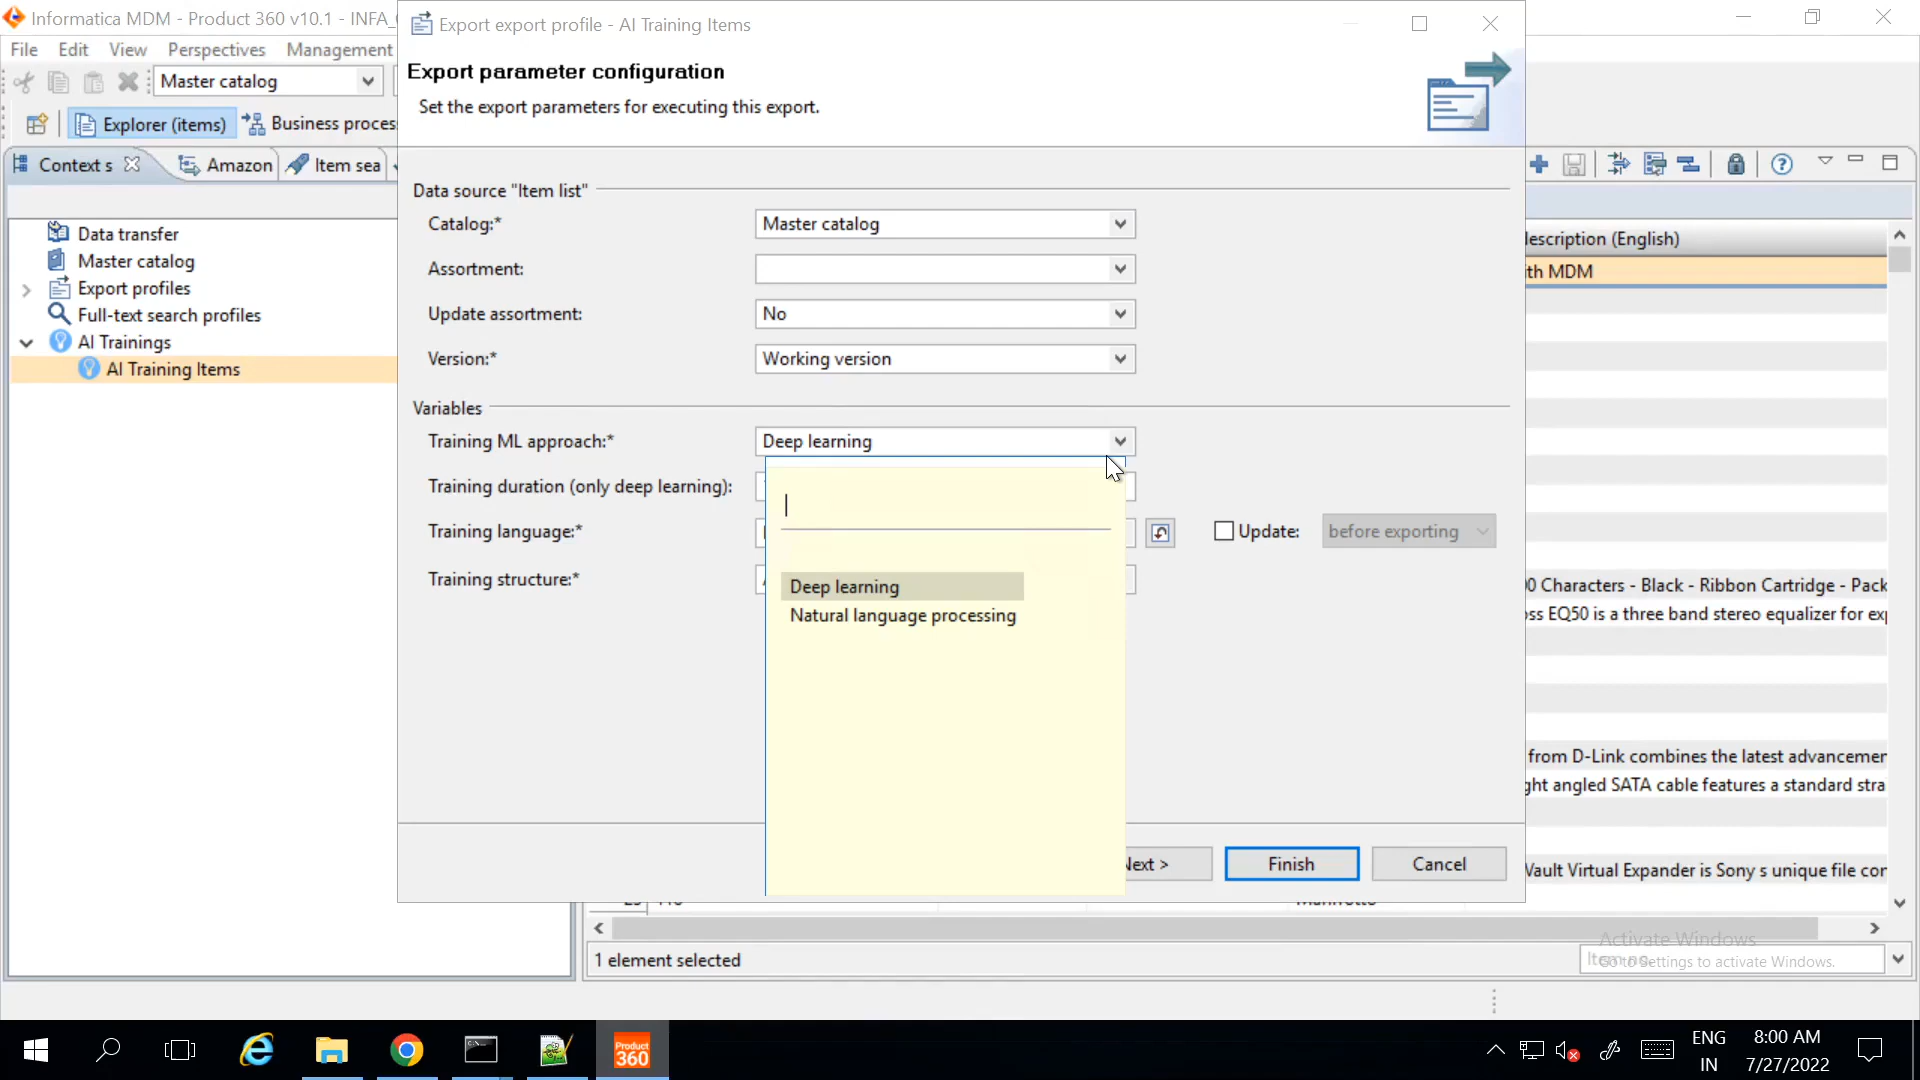 Informatica MDM - Product 360 v10.1 - INFA_
Export export profile - AI Training Items
File Edit View Perspectives Management
Export parameter configuration
Set the export parameters for executing this export.
Master catalog
Explorer (items) Business proces
Context s Amazon Item sea
Data source "Item list"
Catalog:* Master catalog
Data transfer
description (English)
Master catalog
Assortment:
ith MDM
Export profiles
Full-text search profiles
Update assortment: No
AI Trainings
Version:* Working version
AI Training Items
Variables
Training ML approach:* Deep learning
Training duration (only deep learning):
Training language:* Update: before exporting
Training structure:*
Deep learning
Natural language processing
00 Characters - Black - Ribbon Cartridge - Pack
oss EQ50 is a three band stereo equalizer for exp
from D-Link combines the latest advancemer
ght angled SATA cable features a standard stra
Next > Finish Cancel
Vault Virtual Expander is Sony s unique file cor
1 element selected
Activate Windows
Go to Settings to activate Windows.
Product
360
ENG
IN
8:00 AM
7/27/2022